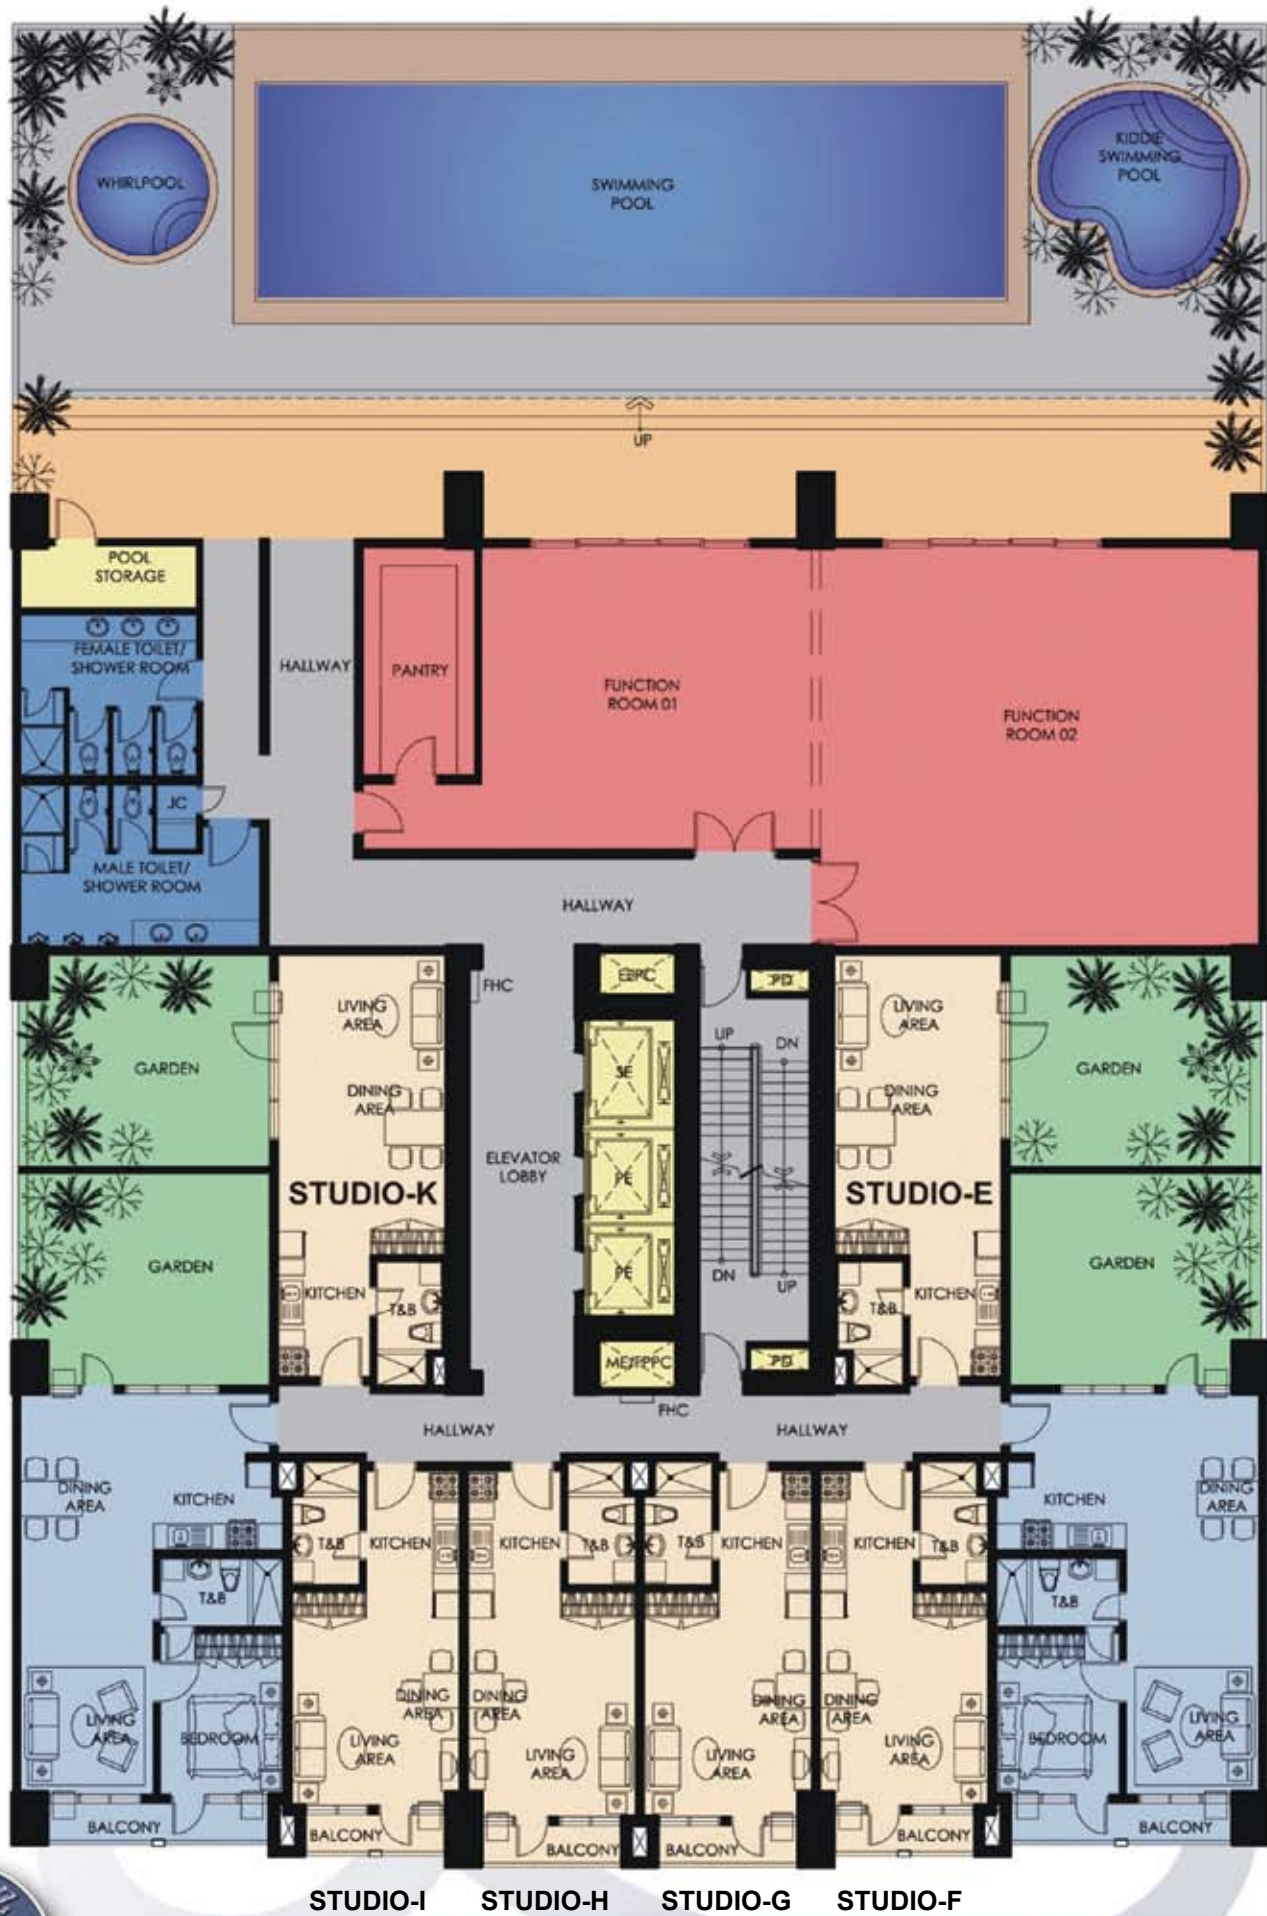 WHIRLPOOL
SWIMMING
POOL
KIDDIE
SWIMMING
POOL
UP
POOL
STORAGE
FEMALE TOILET/
SHOWER ROOM
HALLWAY
PANTRY
FUNCTION
ROOM 01
FUNCTION
ROOM 02
JC
MALE TOILET/
SHOWER ROOM
HALLWAY
FHC
PD
LIVING
AREA
GARDEN
DINING
AREA
STUDIO-K
SE
UP
DN
ELEVATOR
LOBBY
PE
LIVING
AREA
DINING
AREA
GARDEN
STUDIO-E
GARDEN
KITCHEN
T&B
PE
DN
UP
T&B
KITCHEN
GARDEN
PD
HALLWAY
FHC
HALLWAY
DINING
AREA
KITCHEN
T&B
T&B
KITCHEN
KITCHEN
T&B
T&B
KITCHEN
KITCHEN
T&B
KITCHEN
DINING
AREA
T&B
LIVING
AREA
BEDROOM
DINING
AREA
LIVING
AREA
DINING
AREA
LIVING
AREA
DINING
AREA
LIVING
AREA
DINING
AREA
LIVING
AREA
BEDROOM
LIVING
AREA
BALCONY
BALCONY
BALCONY
BALCONY
BALCONY
BALCONY
STUDIO-I
STUDIO-H
STUDIO-G
STUDIO-F